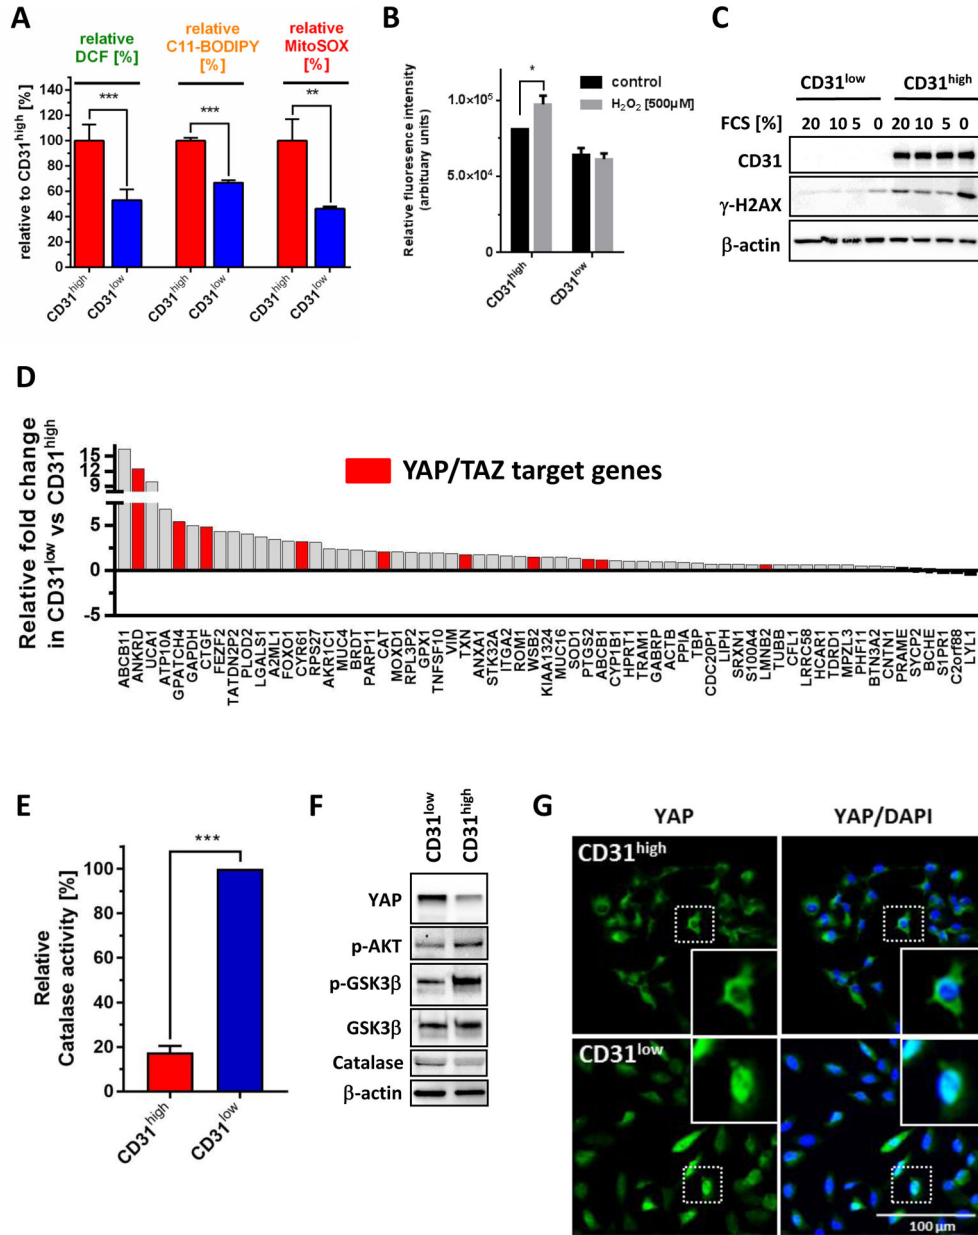 A
relative
DCF [%]
relative
C11-BODIPY
[%]
relative
MitoSOX
[%]
relative to CD31high [%]
140
120
100
80
60
40
20
0
***
***
**
CD31high
CD31low
CD31high
CD31low
CD31high
CD31low
B
Relative fluoresence intensity
(arbituary units)
1.0×10⁵
5.0×10⁴
0
*
control
H₂O₂ [500µM]
CD31high
CD31low
C
CD31low
CD31high
FCS [%]
20 10 5 0 20 10 5 0
CD31
γ-H2AX
β-actin
D
Relative fold change
in CD31low vs CD31high
15
12
9
5
0
-5
YAP/TAZ target genes
ABCB11
ANKRD
UCA1
ATP10A
GPATCH4
GAPDH
CTGF
FEZF2
TATDN2P2
PLOD2
LGALS1
A2ML1
FOXO1
CYR61
RPS27
AKR1C1
MUC4
BRDT
PARP11
CAT
MOXD1
RPL3P2
GPX1
TNFSF10
VIM
TXN
ANXA1
STK32A
ITGA2
ROM1
WSB2
KIAA1324
MUC16
SOD1
PTGS2
ABCB1
CYP1B1
HPRT1
TRAM1
GABRP
ACTB
PPIA
TBP
CDC20P1
LIPH
SRXN1
S100A4
LMNB2
TUBB
CFL1
LRRC58
HCAR1
TDRD1
MPZL3
PHF11
BTN3A2
CNTN1
PRAME
SYCP2
BCHE
S1PR1
C2orf88
LYL1
E
Relative
Catalase activity [%]
100
80
60
40
20
0
***
CD31high
CD31low
F
CD31low
CD31high
YAP
p-AKT
p-GSK3β
GSK3β
Catalase
β-actin
G
YAP
YAP/DAPI
CD31high
CD31low
100 µm